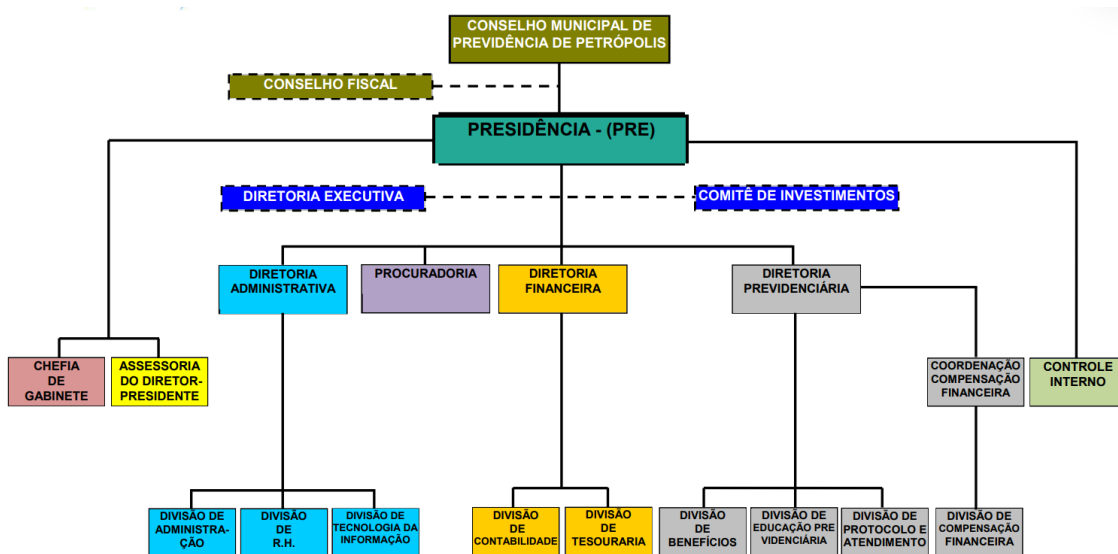 CONSELHO MUNICIPAL DE
PREVIDÊNCIA DE PETRÓPOLIS
CONSELHO FISCAL
PRESIDÊNCIA - (PRE)
DIRETORIA EXECUTIVA
COMITÊ DE INVESTIMENTOS
DIRETORIA
ADMINISTRATIVA
PROCURADORIA
DIRETORIA
FINANCEIRA
DIRETORIA
PREVIDENCIÁRIA
CHEFIA
DE
GABINETE
ASSESSORIA
DO DIRETOR-
PRESIDENTE
COORDENAÇÃO
COMPENSAÇÃO
FINANCEIRA
CONTROLE
INTERNO
DIVISÃO DE
ADMINISTRA-
ÇÃO
DIVISÃO
DE
R.H.
DIVISÃO DE
TECNOLOGIA DA
INFORMAÇÃO
DIVISÃO
DE
CONTABILIDADE
DIVISÃO
DE
TESOURARIA
DIVISÃO
DE
BENEFÍCIOS
DIVISÃO DE
EDUCAÇÃO PRE
VIDENCIÁRIA
DIVISÃO DE
PROTOCOLO E
ATENDIMENTO
DIVISÃO DE
COMPENSAÇÃO
FINANCEIRA